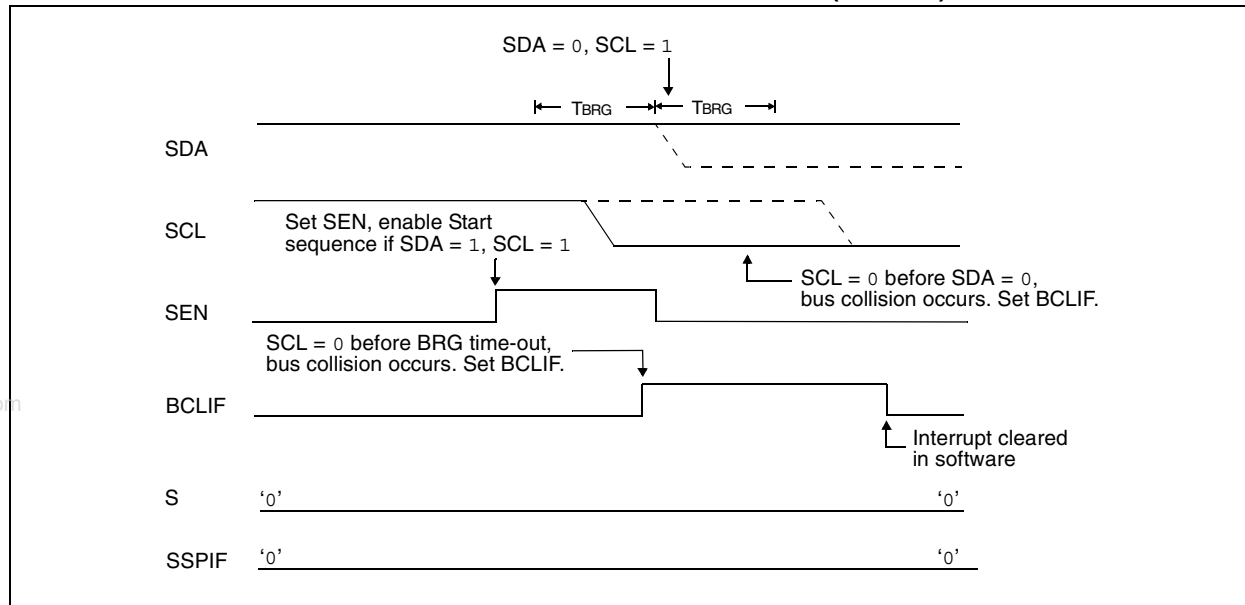 SDA = 0, SCL = 1
TBRG TBRG
SDA
SCL
Set SEN, enable Start
sequence if SDA = 1, SCL = 1
SCL = 0 before SDA = 0,
bus collision occurs. Set BCLIF.
SEN
SCL = 0 before BRG time-out,
bus collision occurs. Set BCLIF.
BCLIF
Interrupt cleared
in software
S ‘0’ ‘0’
SSPIF ‘0’ ‘0’